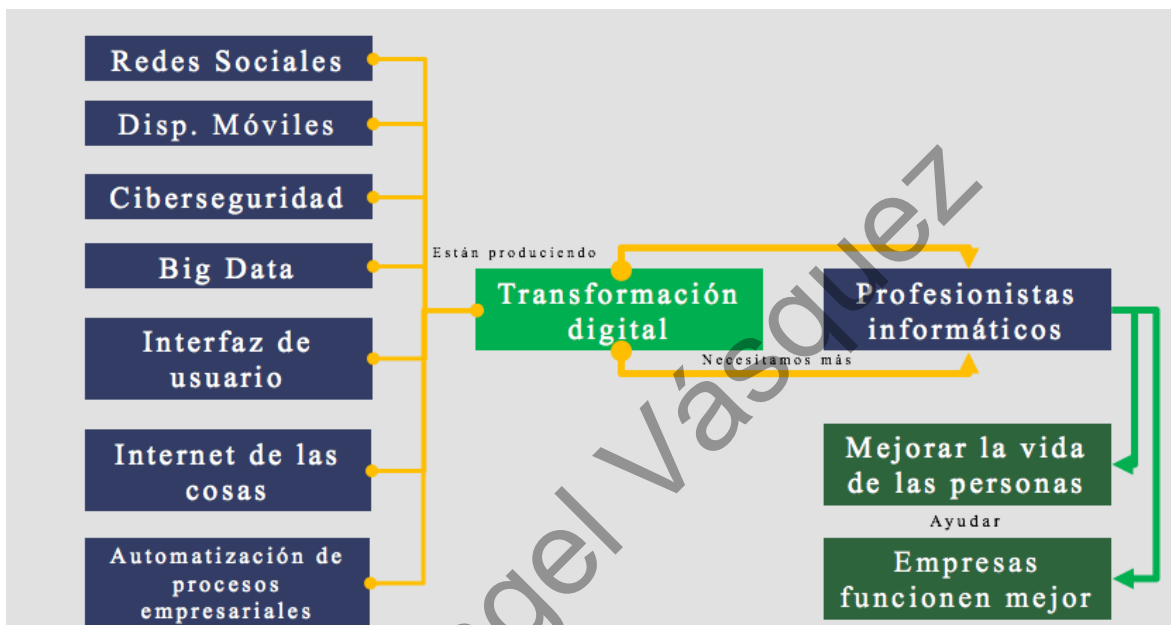 Redes Sociales
Disp. Móviles
Ciberseguridad
Big Data
Interfaz de
usuario
Internet de las
cosas
Automatización de
procesos
empresariales
Están produciendo
Transformación
digital
Necesitamos más
Profesionistas
informáticos
Mejorar la vida
de las personas
Ayudar
Empresas
funcionen mejor
ngel Vásquez